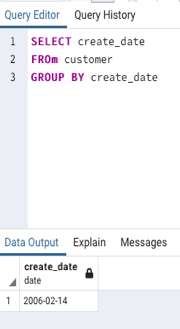 Query Editor Query History
1 SELECT create_date
2 FROm customer
3 GROUP BY create_date
Data Output Explain Messages
create_date
date
1 2006-02-14